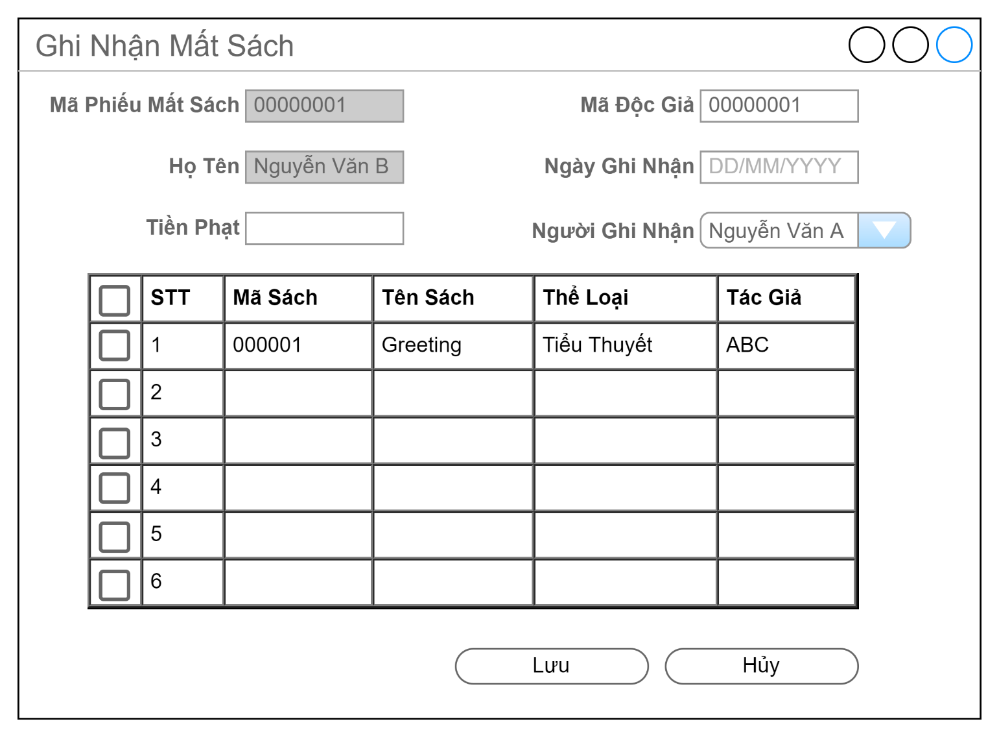 Ghi Nhận Mất Sách
Mã Phiếu Mất Sách 00000001 Mã Độc Giả 00000001
Họ Tên Nguyễn Văn B Ngày Ghi Nhận DD/MM/YYYY
Tiền Phạt Người Ghi Nhận Nguyễn Văn A
STT Mã Sách Tên Sách Thể Loại Tác Giả
1 000001 Greeting Tiểu Thuyết ABC
2
3
4
5
6
Lưu Hủy